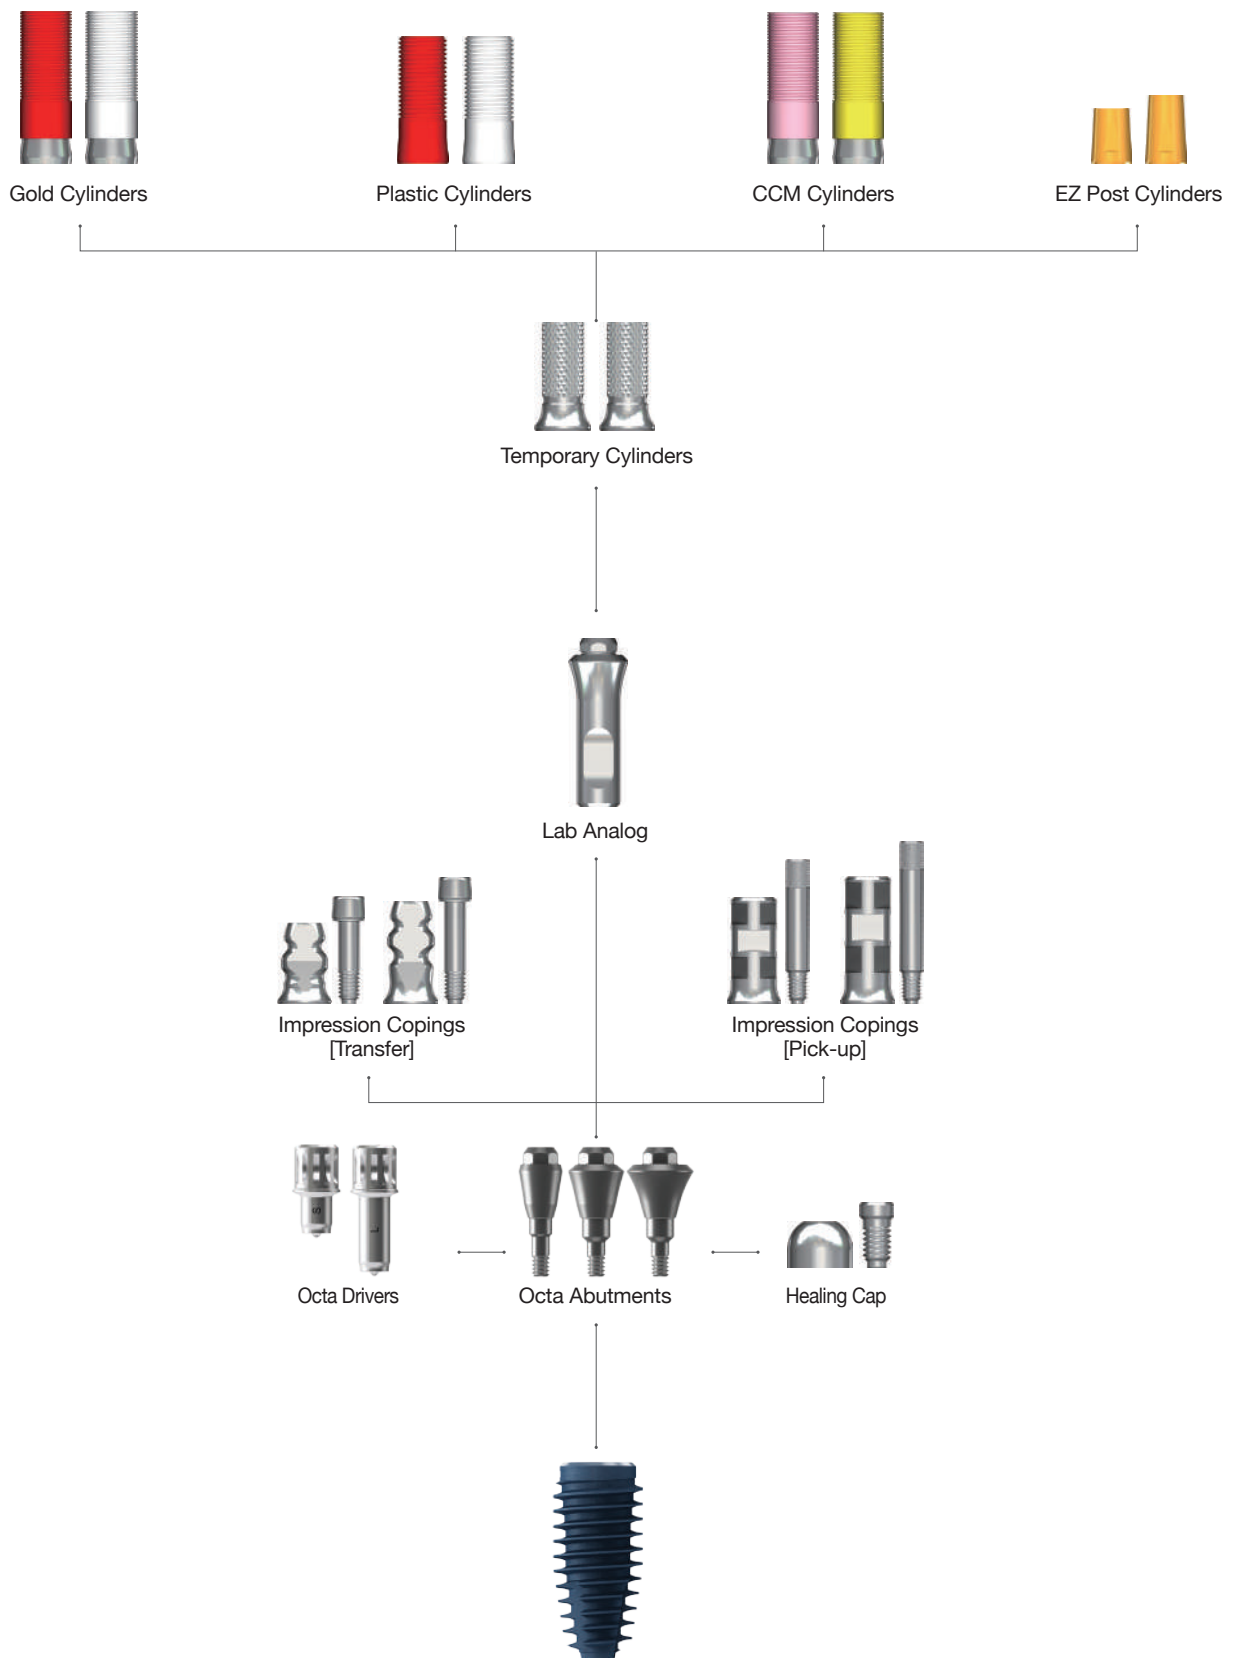 Gold Cylinders
Plastic Cylinders
CCM Cylinders
EZ Post Cylinders
Temporary Cylinders
Lab Analog
Impression Copings
[Transfer]
Impression Copings
[Pick-up]
S
L
Octa Drivers
Octa Abutments
Healing Cap